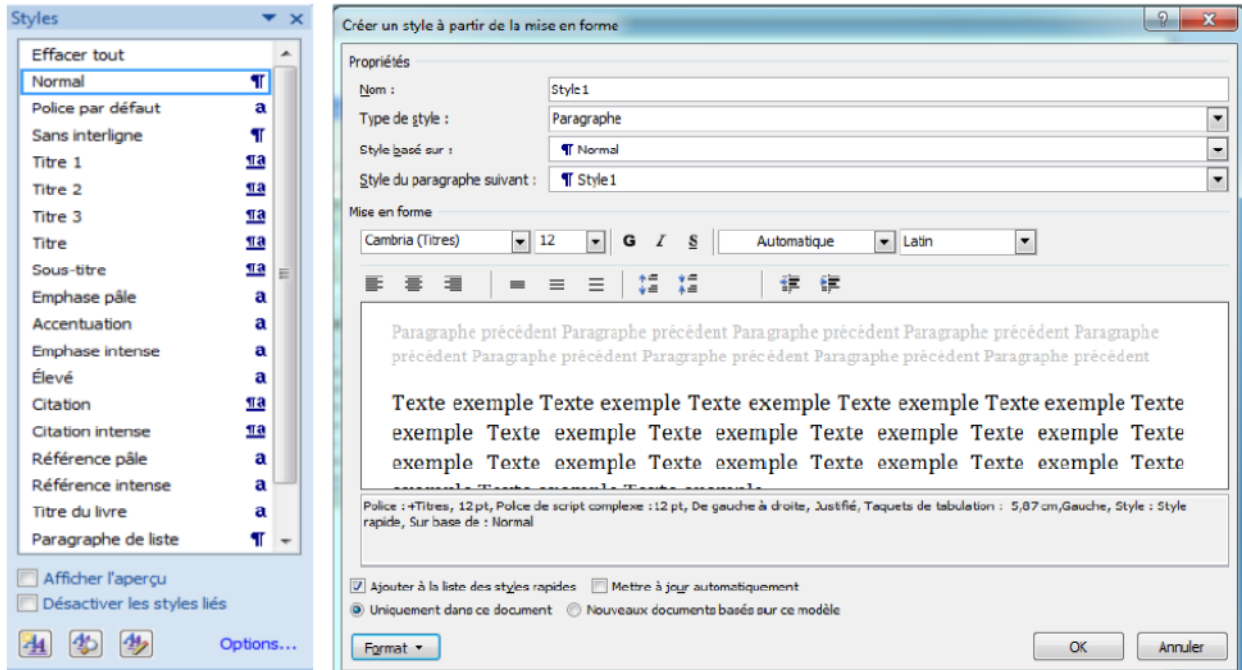 Styles
Effacer tout
Normal ¶
Police par défaut a
Sans interligne ¶
Titre 1 ¶a
Titre 2 ¶a
Titre 3 ¶a
Titre ¶a
Sous-titre ¶a
Emphase pâle a
Accentuation a
Emphase intense a
Élevé a
Citation ¶a
Citation intense ¶a
Référence pâle a
Référence intense a
Titre du livre a
Paragraphe de liste ¶
Afficher l'aperçu
Désactiver les styles liés
Options...
Créer un style à partir de la mise en forme
Propriétés
Nom : Style1
Type de style : Paragraphe
Style basé sur : ¶ Normal
Style du paragraphe suivant : ¶ Style1
Mise en forme
Cambria (Titres) 12 G I S Automatique Latin
Paragraphe précédent Paragraphe précédent Paragraphe précédent Paragraphe précédent Paragraphe
précédent Paragraphe précédent Paragraphe précédent Paragraphe précédent Paragraphe précédent
Texte exemple Texte exemple Texte exemple Texte exemple Texte exemple Texte
exemple Texte exemple Texte exemple Texte exemple Texte exemple Texte
exemple Texte exemple Texte exemple Texte exemple Texte exemple Texte
exemple Texte exemple Texte exemple
Police : +Titres, 12 pt, Police de script complexe : 12 pt, De gauche à droite, Justifié, Taquets de tabulation : 5,87 cm,Gauche, Style : Style
rapide, Sur base de : Normal
Ajouter à la liste des styles rapides Mettre à jour automatiquement
Uniquement dans ce document Nouveaux documents basés sur ce modèle
Format OK Annuler